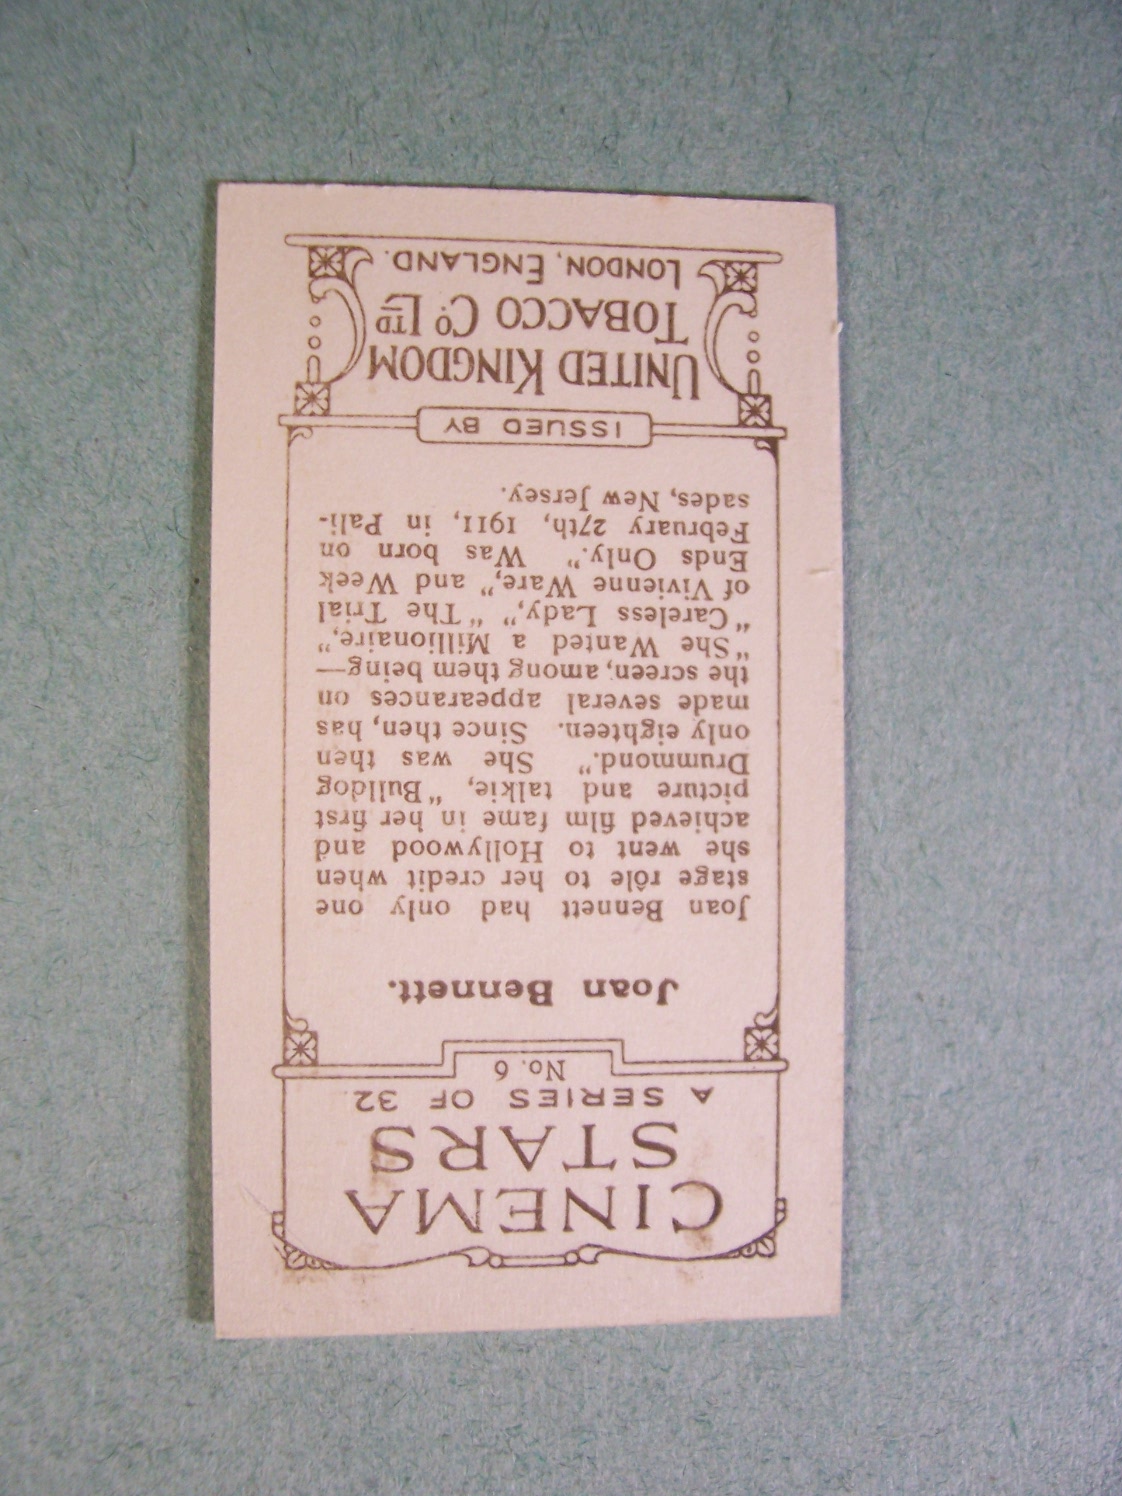 CINEMA
STARS
A SERIES OF 32
No. 6
Joan Bennett.
Joan Bennett had only one
stage rôle to her credit when
she went to Hollywood and
achieved film fame in her first
picture and talkie, "Bulldog
Drummond." She was then
only eighteen. Since then, has
made several appearances on
the screen, among them being—
"She Wanted a Millionaire,"
"Careless Lady," "The Trial
of Vivienne Ware," and Week
Ends Only." Was born on
February 27th, 1911, in Pali-
sades, New Jersey.
ISSUED BY
UNITED KINGDOM
TOBACCO Co LTD
LONDON, ENGLAND.